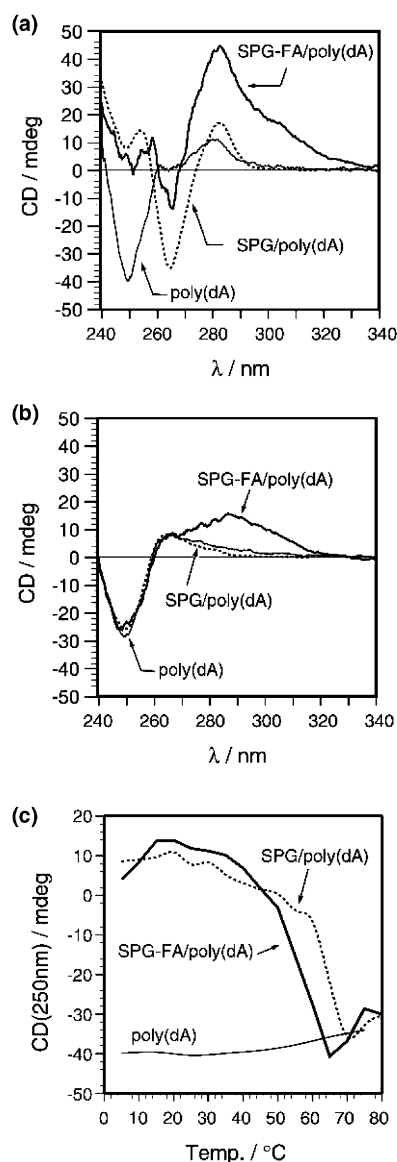 (a)
50
40
30
20
10
0
-10
-20
-30
-40
-50
CD / mdeg
SPG-FA/poly(dA)
SPG/poly(dA)
poly(dA)
240 260 280 300 320 340
λ / nm
(b)
50
40
30
20
10
0
-10
-20
-30
-40
-50
CD / mdeg
SPG-FA/poly(dA)
SPG/poly(dA)
poly(dA)
240 260 280 300 320 340
λ / nm
(c)
20
10
0
-10
-20
-30
-40
-50
CD(250nm) / mdeg
SPG/poly(dA)
SPG-FA/poly(dA)
poly(dA)
0 10 20 30 40 50 60 70 80
Temp. / °C